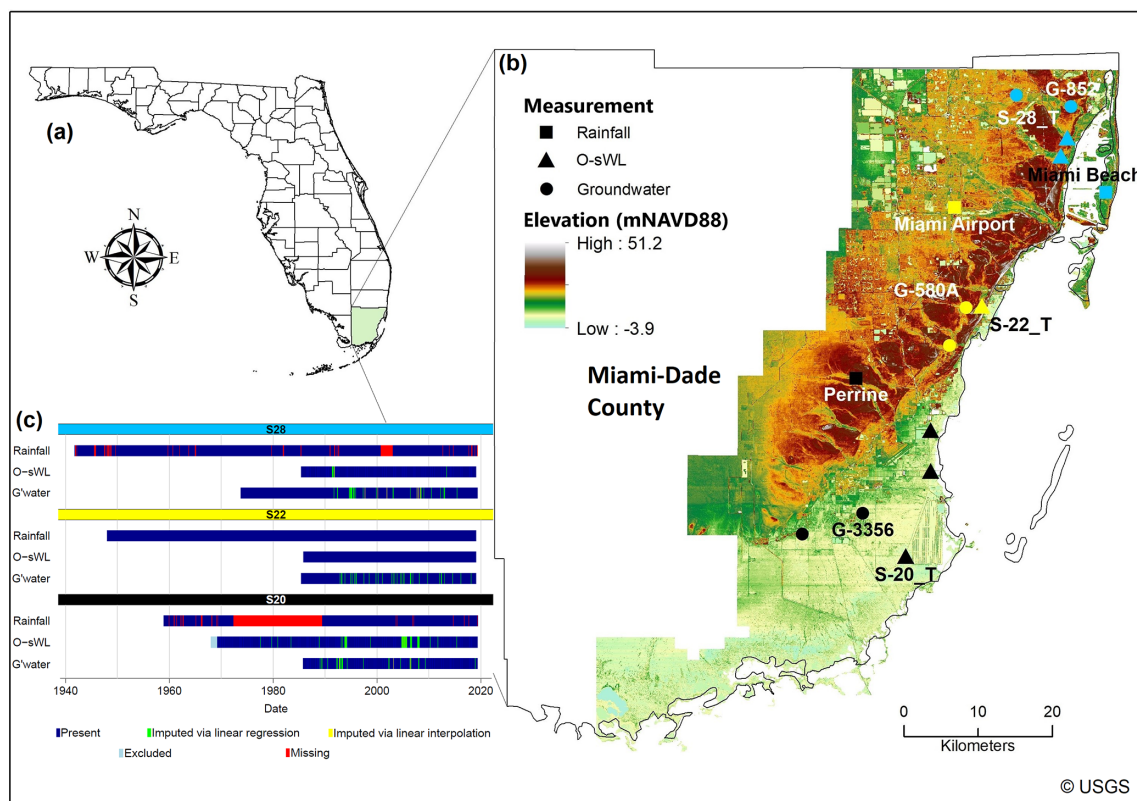 (a)
N
W
E
S
(b)
Measurement
Rainfall
O-sWL
Groundwater
Elevation (mNAVD88)
High : 51.2
Low : -3.9
Miami-Dade
County
G-852
S-28_T
Miami Beach
Miami Airport
G-580A
S-22_T
Perrine
G-3356
S-20_T
0 10 20
Kilometers
© USGS
(c)
S28
Rainfall
O-sWL
G'water
S22
Rainfall
O-sWL
G'water
S20
Rainfall
O-sWL
G'water
1940 1960 1980 2000 2020
Date
Present Imputed via linear regression Imputed via linear interpolation
Excluded Missing